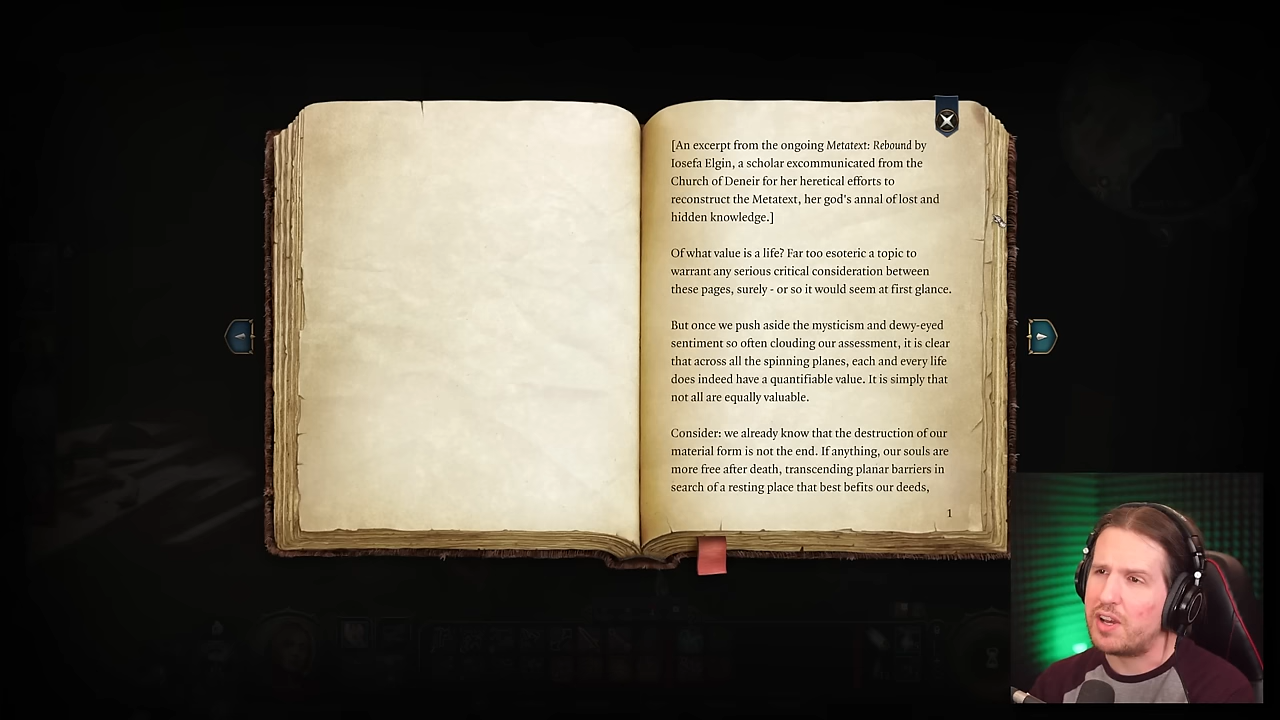 [An excerpt from the ongoing Metatext: Rebound by
Iosefa Elgin, a scholar excommunicated from the
Church of Deneir for her heretical efforts to
reconstruct the Metatext, her god's annal of lost and
hidden knowledge.]
Of what value is a life? Far too esoteric a topic to
warrant any serious critical consideration between
these pages, surely - or so it would seem at first glance.
But once we push aside the mysticism and dewy-eyed
sentiment so often clouding our assessment, it is clear
that across all the spinning planes, each and every life
does indeed have a quantifiable value. It is simply that
not all are equally valuable.
Consider: we already know that the destruction of our
material form is not the end. If anything, our souls are
more free after death, transcending planar barriers in
search of a resting place that best befits our deeds,
1